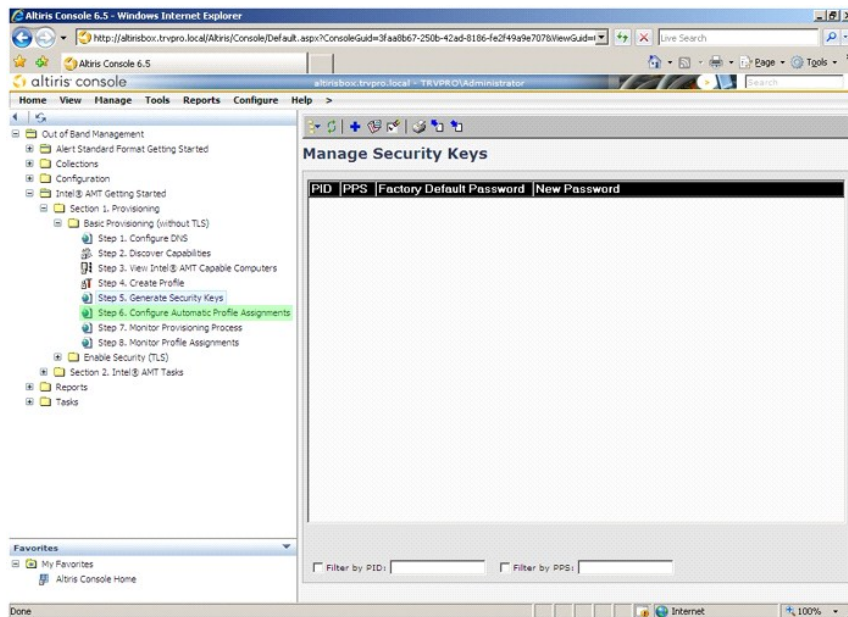 Altiris Console 6.5 - Windows Internet Explorer
http://altirisbox.trvpro.local/Altiris/Console/Default.aspx?ConsoleGuid=3faa8b67-250b-42ad-8186-fe2f49a9e707&ViewGuid=
Live Search
Altiris Console 6.5
Page
Tools
altiris console
altirisbox.trvpro.local - TRVPRO\Administrator
Search
Home View Manage Tools Reports Configure Help >
Out of Band Management
Alert Standard Format Getting Started
Collections
Configuration
Intel® AMT Getting Started
Section 1. Provisioning
Basic Provisioning (without TLS)
Step 1. Configure DNS
Step 2. Discover Capabilities
Step 3. View Intel® AMT Capable Computers
Step 4. Create Profile
Step 5. Generate Security Keys
Step 6. Configure Automatic Profile Assignments
Step 7. Monitor Provisioning Process
Step 8. Monitor Profile Assignments
Enable Security (TLS)
Section 2. Intel® AMT Tasks
Reports
Tasks
Manage Security Keys
PID PPS Factory Default Password New Password
Filter by PID: Filter by PPS:
Favorites
My Favorites
Altiris Console Home
Done
Internet
100%